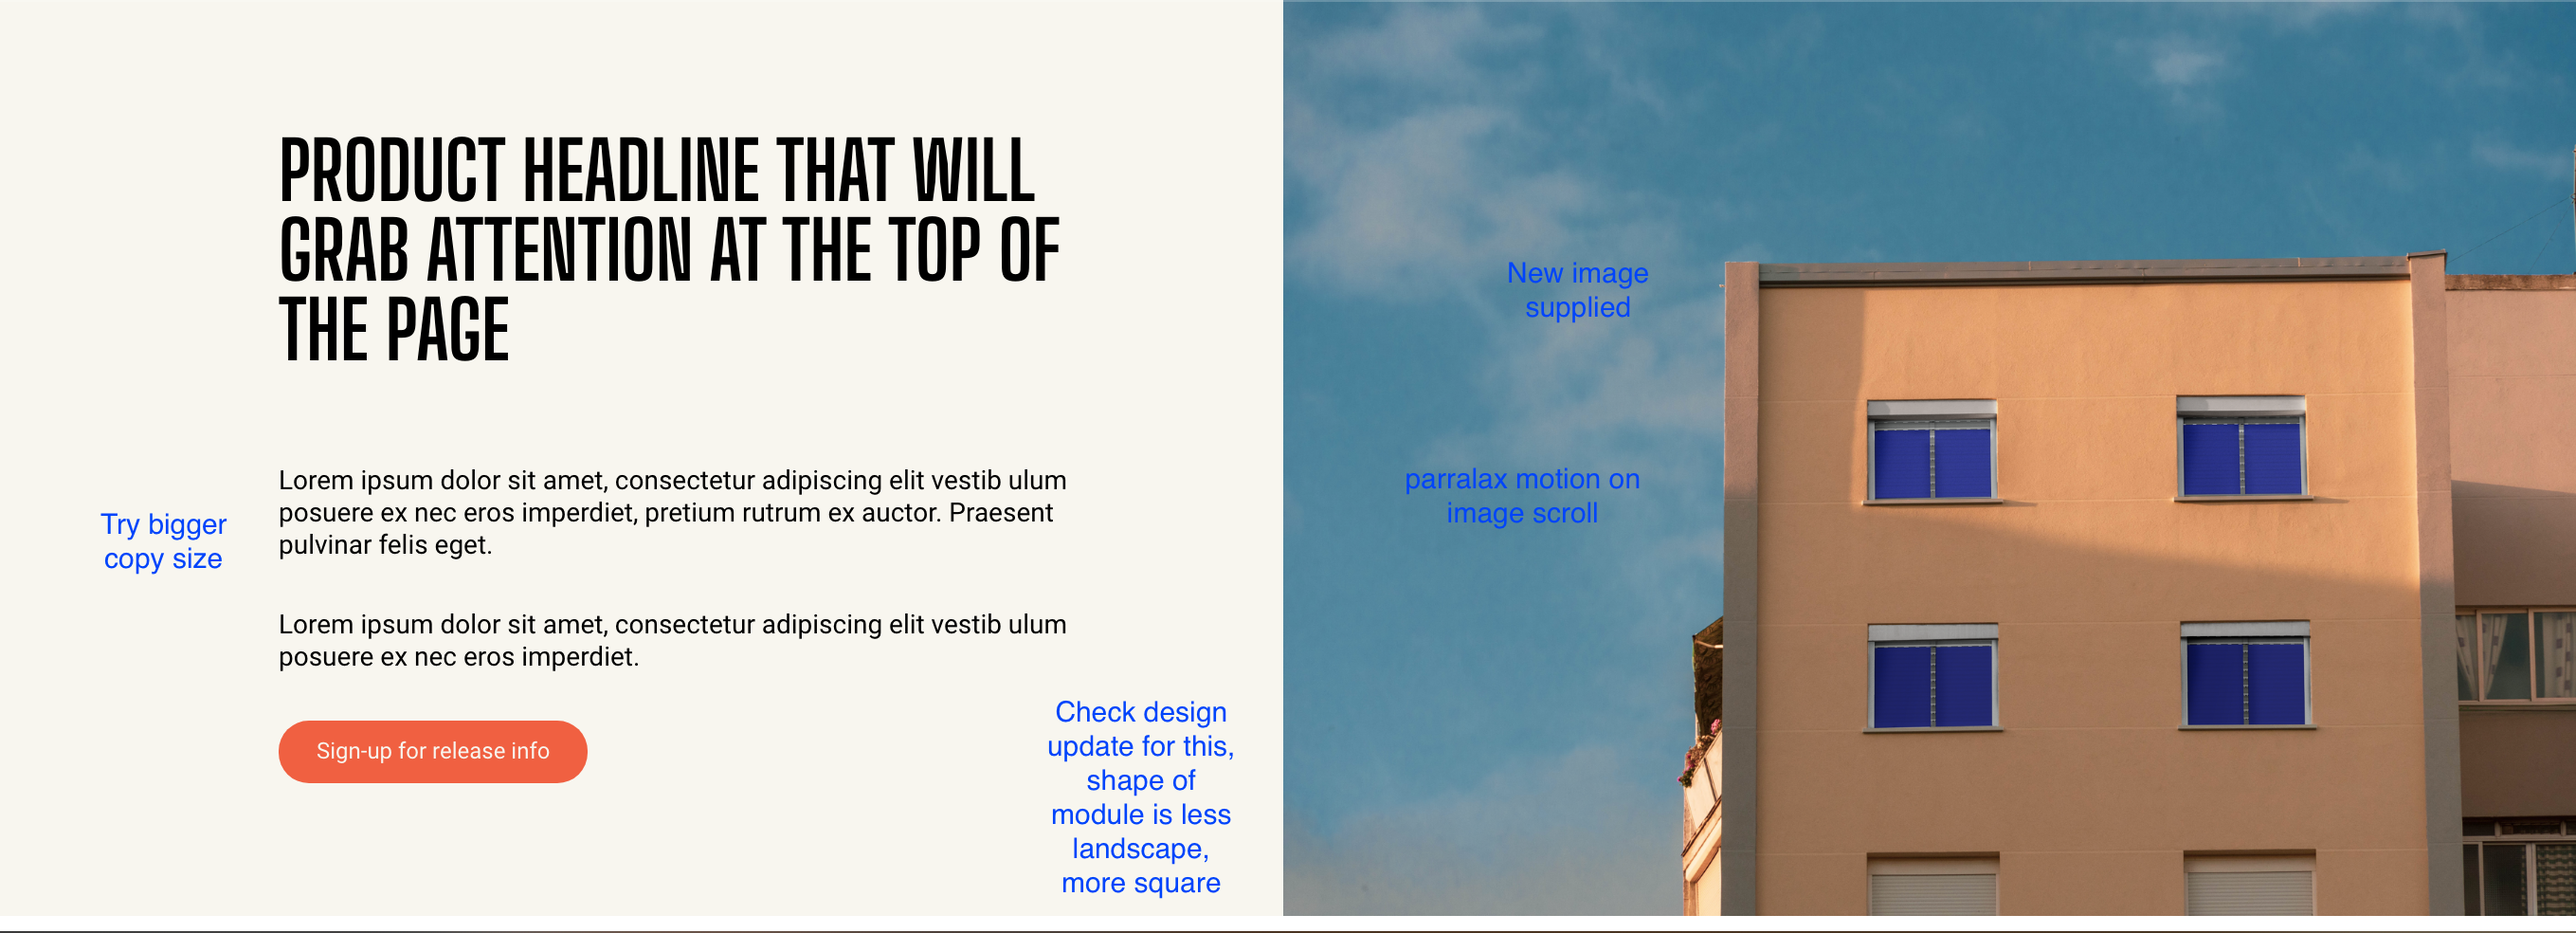 PRODUCT HEADLINE THAT WILL
GRAB ATTENTION AT THE TOP OF
THE PAGE
Lorem ipsum dolor sit amet, consectetur adipiscing elit vestib ulum
posuere ex nec eros imperdiet, pretium rutrum ex auctor. Praesent
pulvinar felis eget.
Try bigger
copy size
Lorem ipsum dolor sit amet, consectetur adipiscing elit vestib ulum
posuere ex nec eros imperdiet.
Sign-up for release info
Check design
update for this,
shape of
module is less
landscape,
more square
New image
supplied
parralax motion on
image scroll